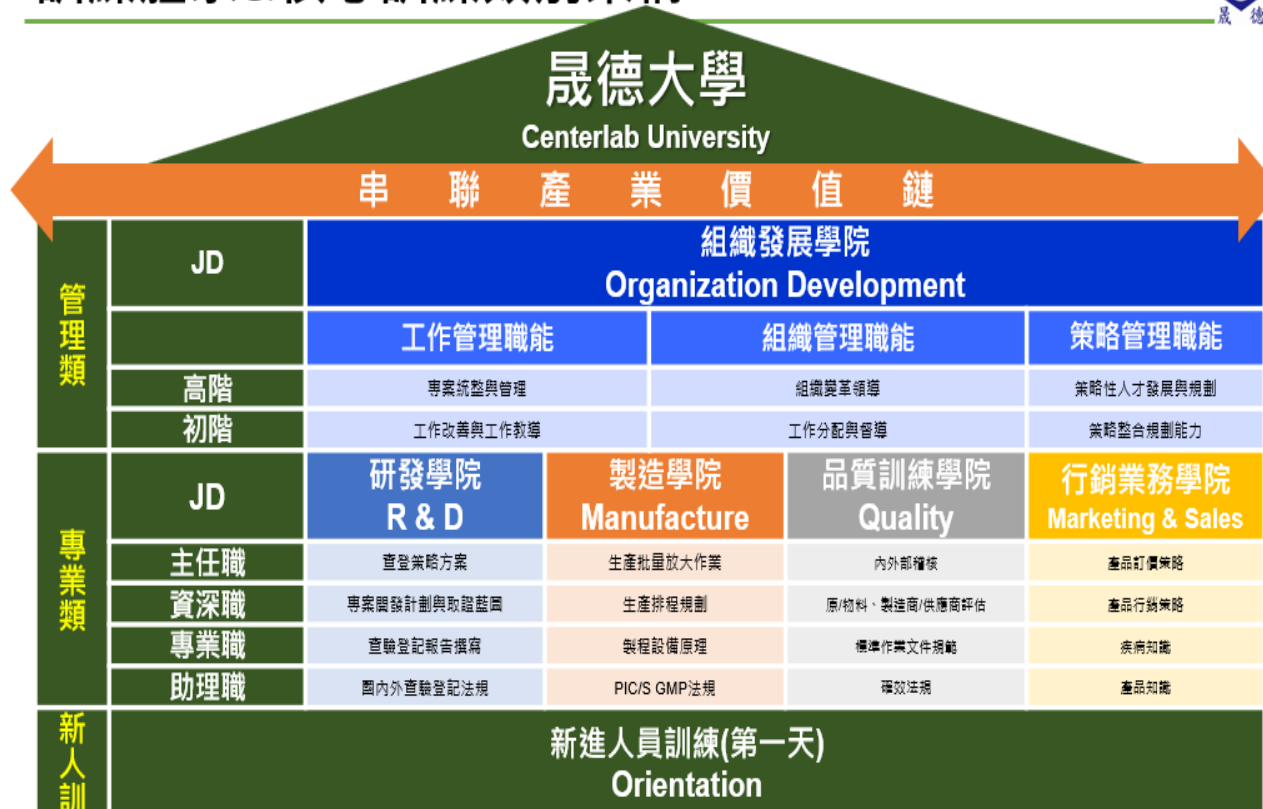 晟德
晟德大學
Centerlab University
串聯產業價值鏈
管理類
JD
組織發展學院
Organization Development
工作管理職能
組織管理職能
策略管理職能
高階
專案統整與管理
組織變革領導
策略性人才發展與規劃
初階
工作改善與工作教導
工作分配與督導
策略整合規劃能力
專業類
JD
研發學院
R & D
製造學院
Manufacture
品質訓練學院
Quality
行銷業務學院
Marketing & Sales
主任職
查登策略方案
生產批量放大作業
內外部稽核
產品訂價策略
資深職
專案開發計劃與取證藍圖
生產排程規劃
原/物料、製造商/供應商評估
產品行銷策略
專業職
查驗登記報告撰寫
製程設備原理
標準作業文件規範
疾病知識
助理職
國內外查驗登記法規
PIC/S GMP法規
確效法規
產品知識
新人訓
新進人員訓練(第一天)
Orientation